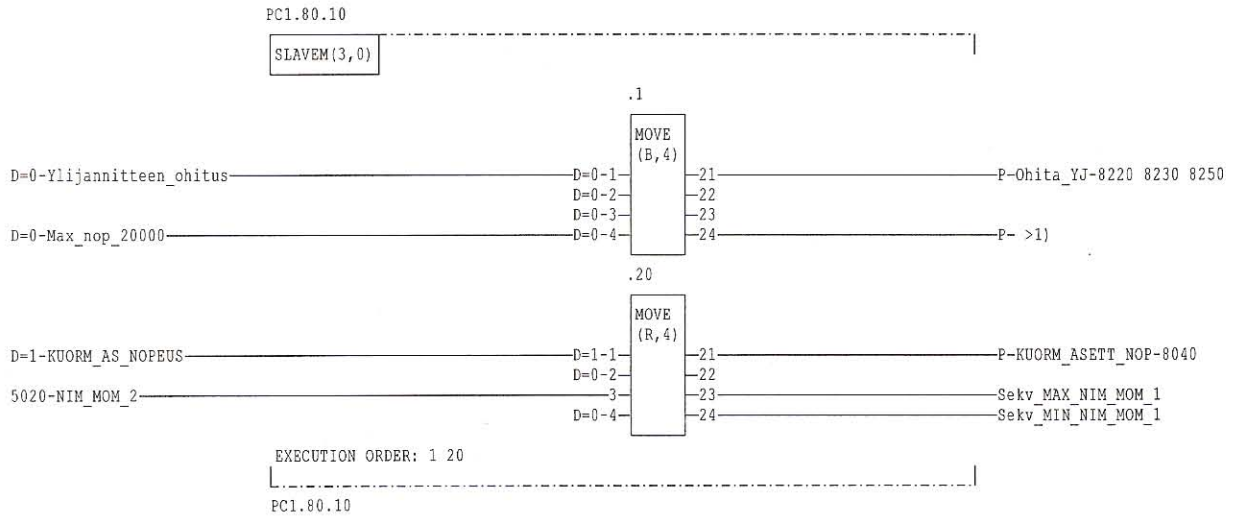 PC1.80.10
SLAVEM(3,0)
.1
MOVE
(B,4)
D=0-Ylijannitteen_ohitus D=0-1 21 P-Ohita_YJ-8220 8230 8250
D=0-2 22
D=0-3 23
D=0-Max_nop_20000 D=0-4 24 P- >1)
.20
MOVE
(R,4)
D=1-KUORM_AS_NOPEUS D=1-1 21 P-KUORM_ASETT_NOP-8040
D=0-2 22
5020-NIM_MOM_2 3 23 Sekv_MAX_NIM_MOM_1
D=0-4 24 Sekv_MIN_NIM_MOM_1
EXECUTION ORDER: 1 20
PC1.80.10